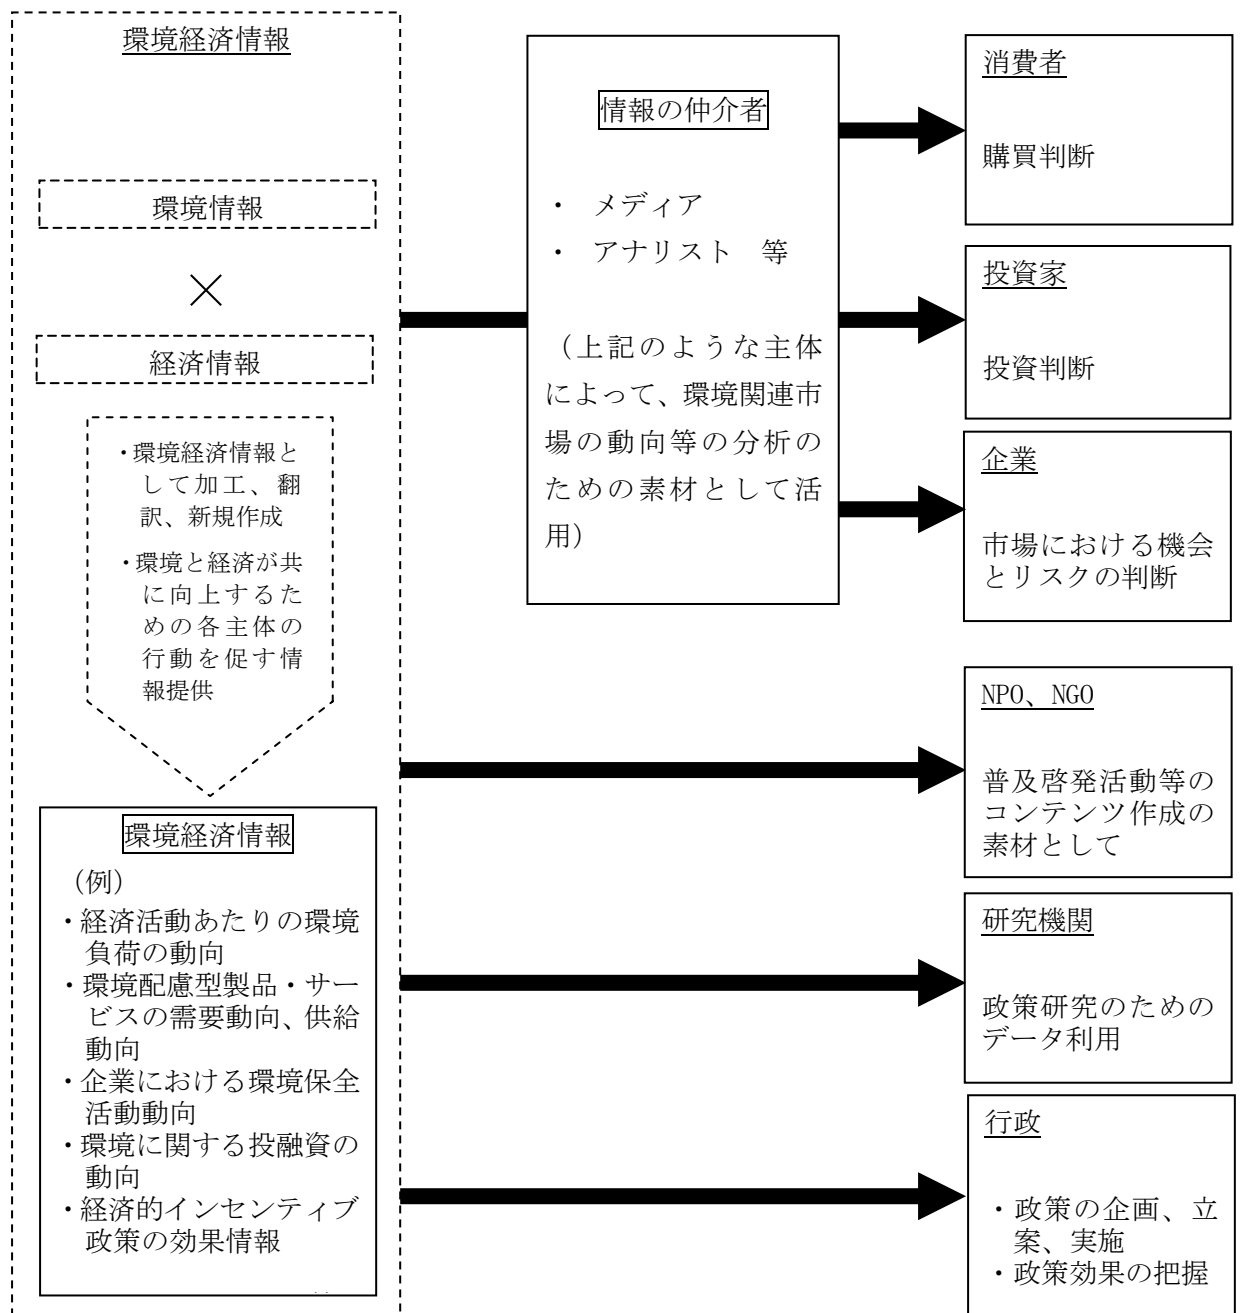 環境経済情報
環境情報
×
経済情報
・環境経済情報と
して加工、翻
訳、新規作成
・環境と経済が共
に向上するた
めの各主体の
行動を促す情
報提供
環境経済情報
（例）
・経済活動あたりの環境
負荷の動向
・環境配慮型製品・サー
ビスの需要動向、供給
動向
・企業における環境保全
活動動向
・環境に関する投融資の
動向
・経済的インセンティブ
政策の効果情報
情報の仲介者
・ メディア
・ アナリスト　等
（上記のような主体
によって、環境関連市
場の動向等の分析の
ための素材として活
用）
消費者
購買判断
投資家
投資判断
企業
市場における機会
とリスクの判断
NPO、NGO
普及啓発活動等の
コンテンツ作成の
素材として
研究機関
政策研究のための
データ利用
行政
・政策の企画、立
案、実施
・政策効果の把握